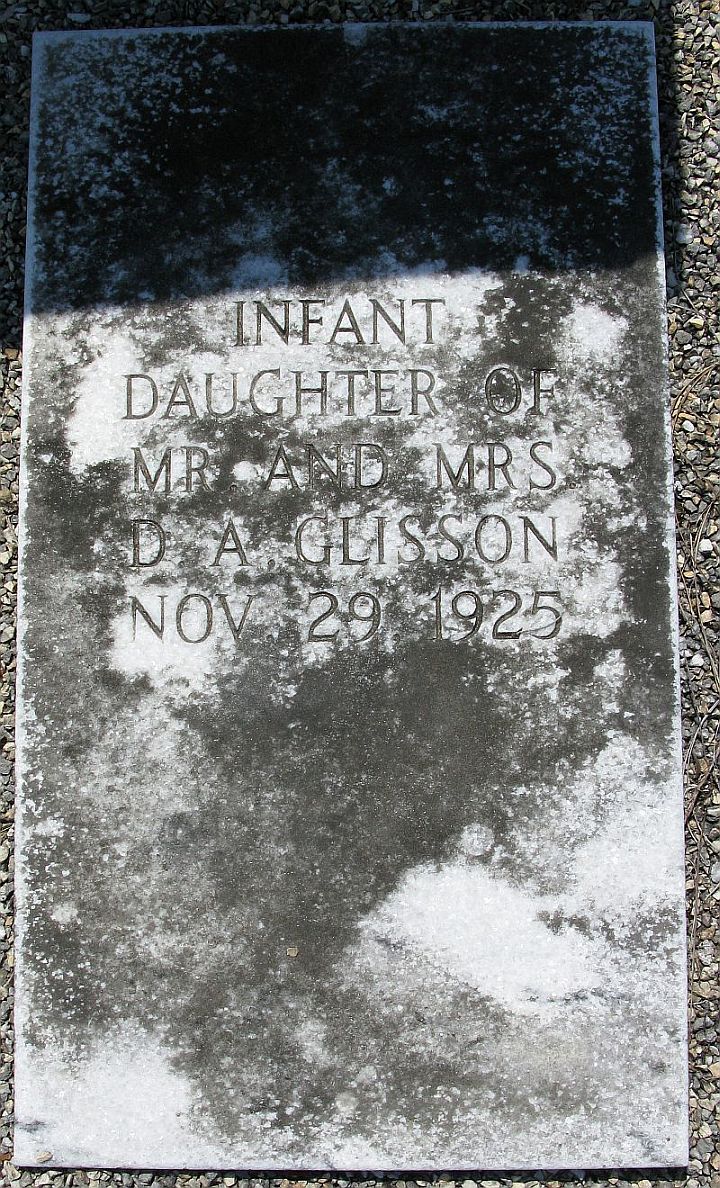 INFANT
DAUGHTER OF
MR. AND MRS.
D. A. GLISSON
NOV. 29, 1925